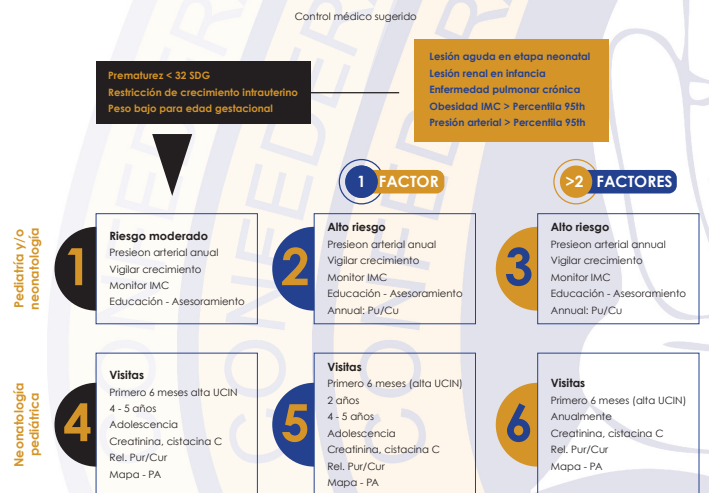 Control médico sugerido
Prematurez < 32 SDG
Restricción de crecimiento intrauterino
Peso bajo para edad gestacional
Lesión aguda en etapa neonatal
Lesión renal en infancia
Enfermedad pulmonar crónica
Obesidad IMC > Percentila 95th
Presión arterial > Percentila 95th
1 FACTOR
>2 FACTORES
Pediatría y/o
neonatología
1
Riesgo moderado
Presieon arterial anual
Vigilar crecimiento
Monitor IMC
Educación - Asesoramiento
2
Alto riesgo
Presieon arterial anual
Vigilar crecimiento
Monitor IMC
Educación - Asesoramiento
Annual: Pu/Cu
3
Alto riesgo
Presieon arterial annual
Vigilar crecimiento
Monitor IMC
Educación - Asesoramiento
Annual: Pu/Cu
Neonatología
pediátrica
4
Visitas
Primero 6 meses alta UCIN
4 - 5 años
Adolescencia
Creatinina, cistacina C
Rel. Pur/Cur
Mapa - PA
5
Visitas
Primero 6 meses (alta UCIN)
2 años
4 - 5 años
Adolescencia
Creatinina, cistacina C
Rel. Pur/Cur
Mapa - PA
6
Visitas
Primero 6 meses (alta UCIN)
Anualmente
Creatinina, cistacina C
Rel. Pur/Cur
Mapa - PA